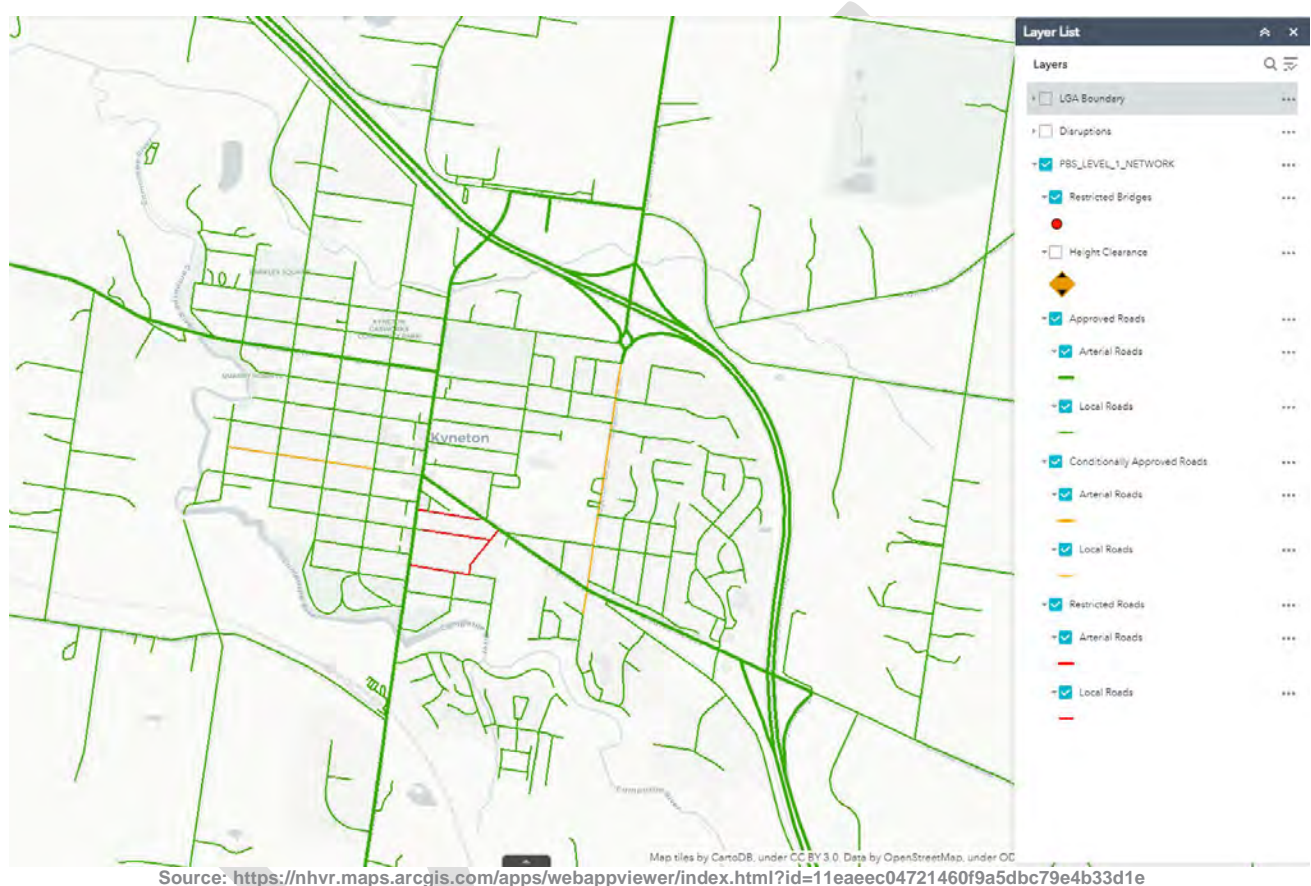 Layer List
Layers
LGA Boundary
Disruptions
PBS_LEVEL_1_NETWORK
Restricted Bridges
Height Clearance
Approved Roads
Arterial Roads
Local Roads
Conditionally Approved Roads
Arterial Roads
Local Roads
Restricted Roads
Arterial Roads
Local Roads
Kyneton
Campaspe River
Map tiles by CartoDB, under CC BY 3.0. Data by OpenStreetMap, under OD
Source: https://nhvr.maps.arcgis.com/apps/webappviewer/index.html?id=11eaeec04721460f9a5dbc79e4b33d1e